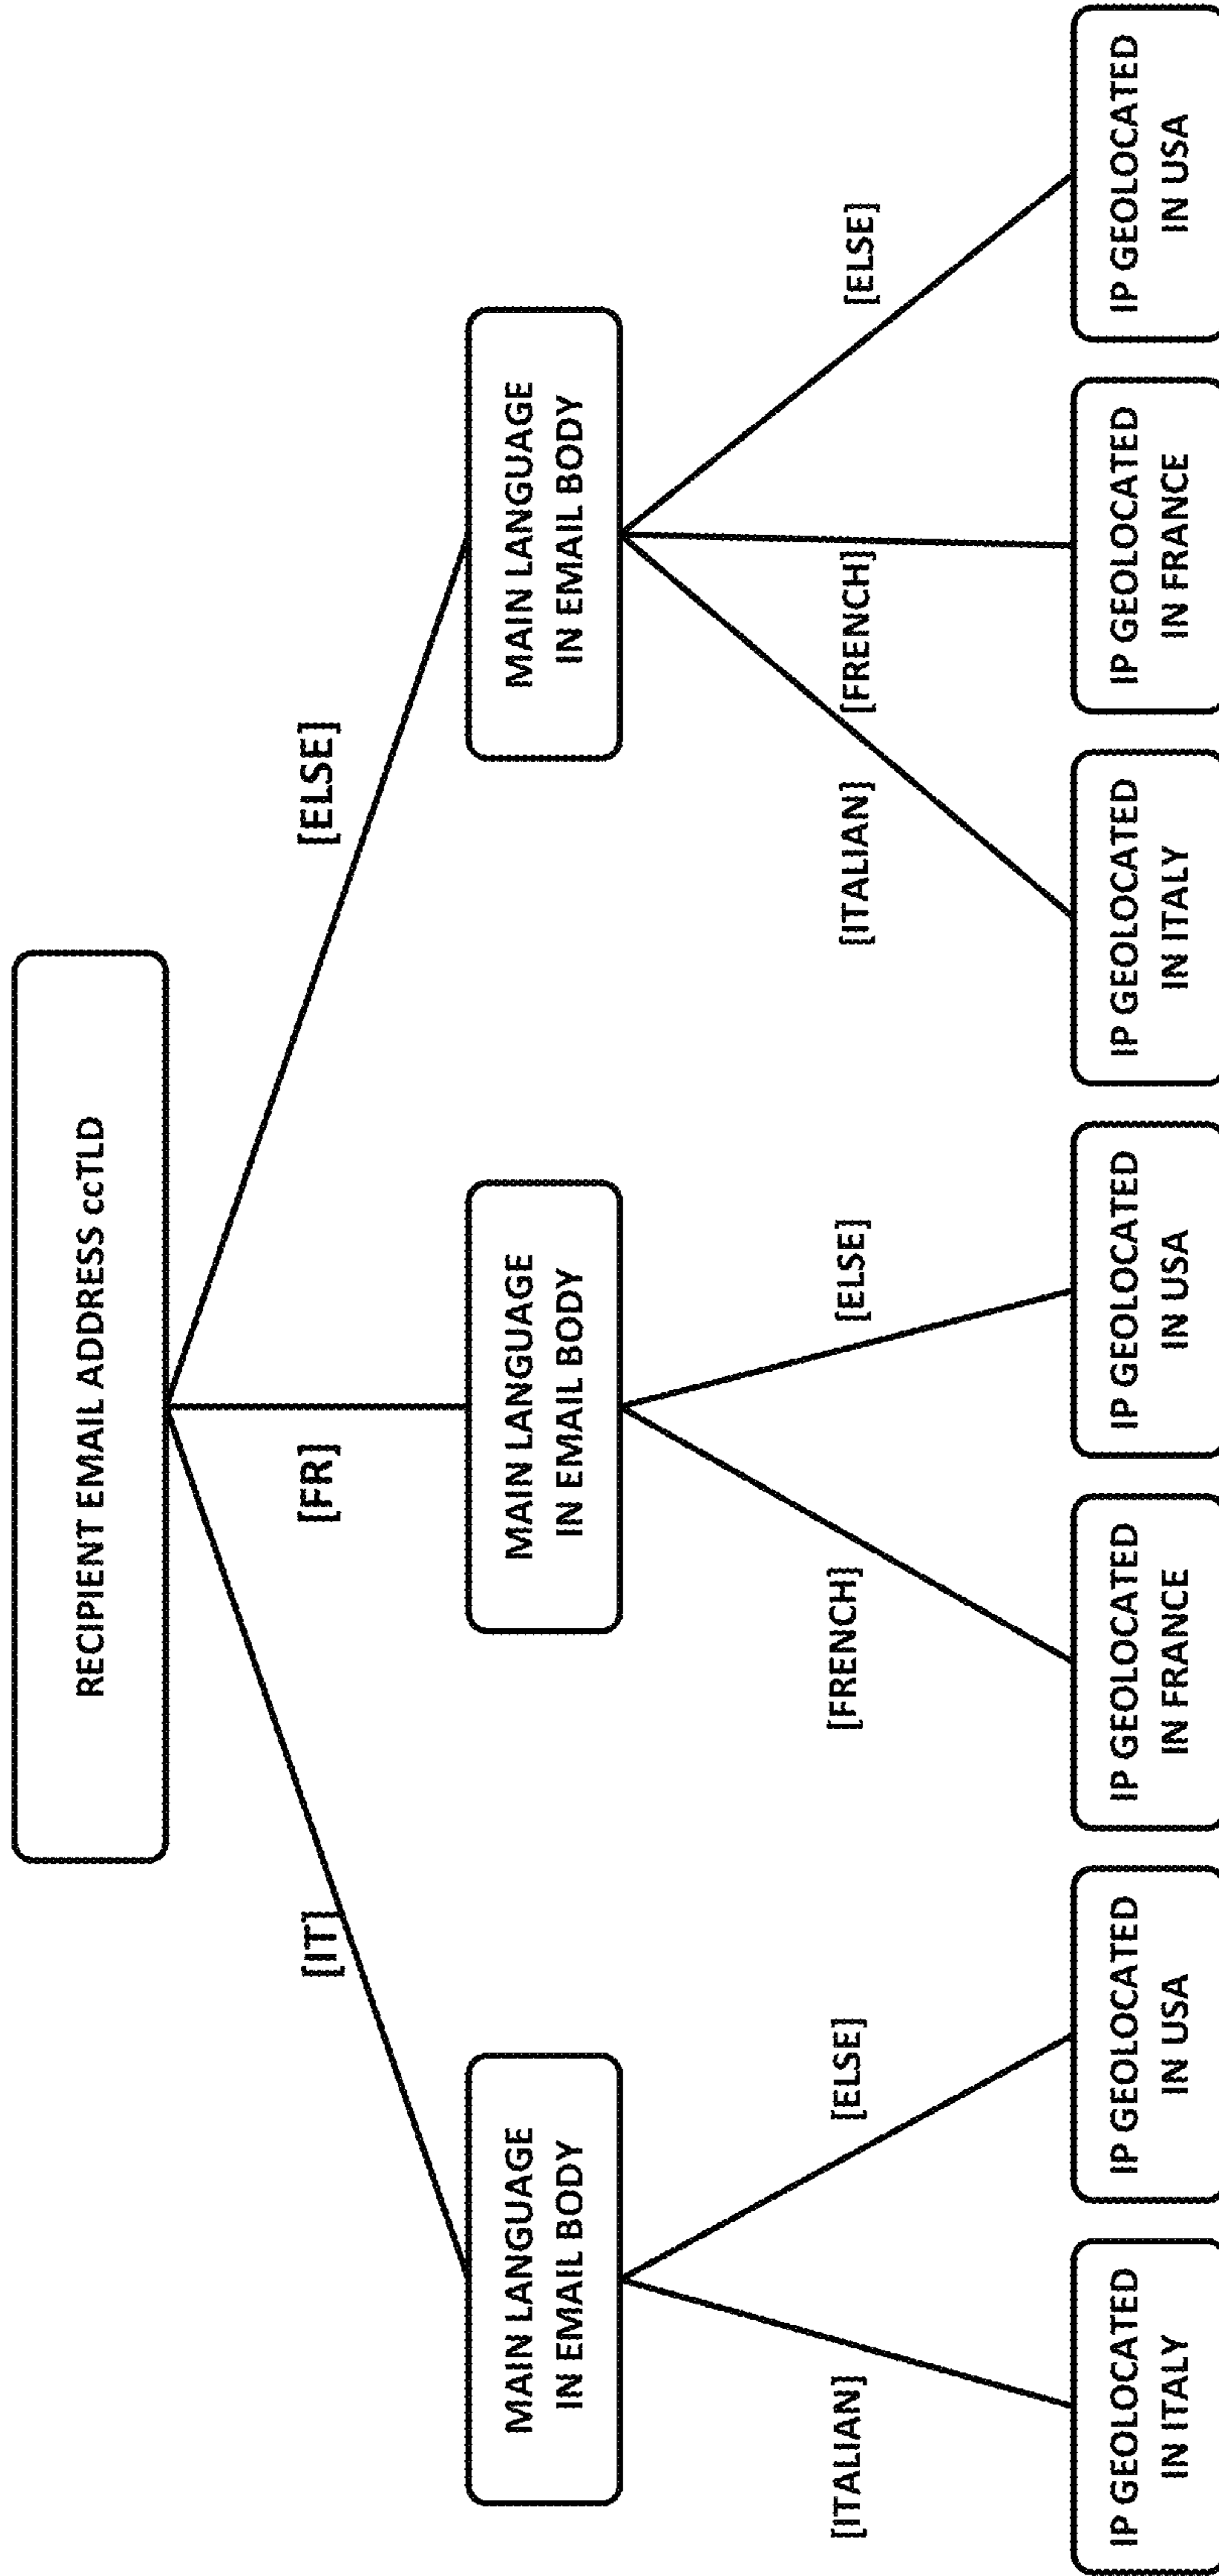 RECIPIENT EMAIL ADDRESS ccTLD
[IT]
[FR]
[ELSE]
MAIN LANGUAGE
IN EMAIL BODY
MAIN LANGUAGE
IN EMAIL BODY
MAIN LANGUAGE
IN EMAIL BODY
[ITALIAN]
[ELSE]
[FRENCH]
[ELSE]
[ITALIAN]
[FRENCH]
[ELSE]
IP GEOLOCATED
IN ITALY
IP GEOLOCATED
IN USA
IP GEOLOCATED
IN FRANCE
IP GEOLOCATED
IN USA
IP GEOLOCATED
IN ITALY
IP GEOLOCATED
IN FRANCE
IP GEOLOCATED
IN USA